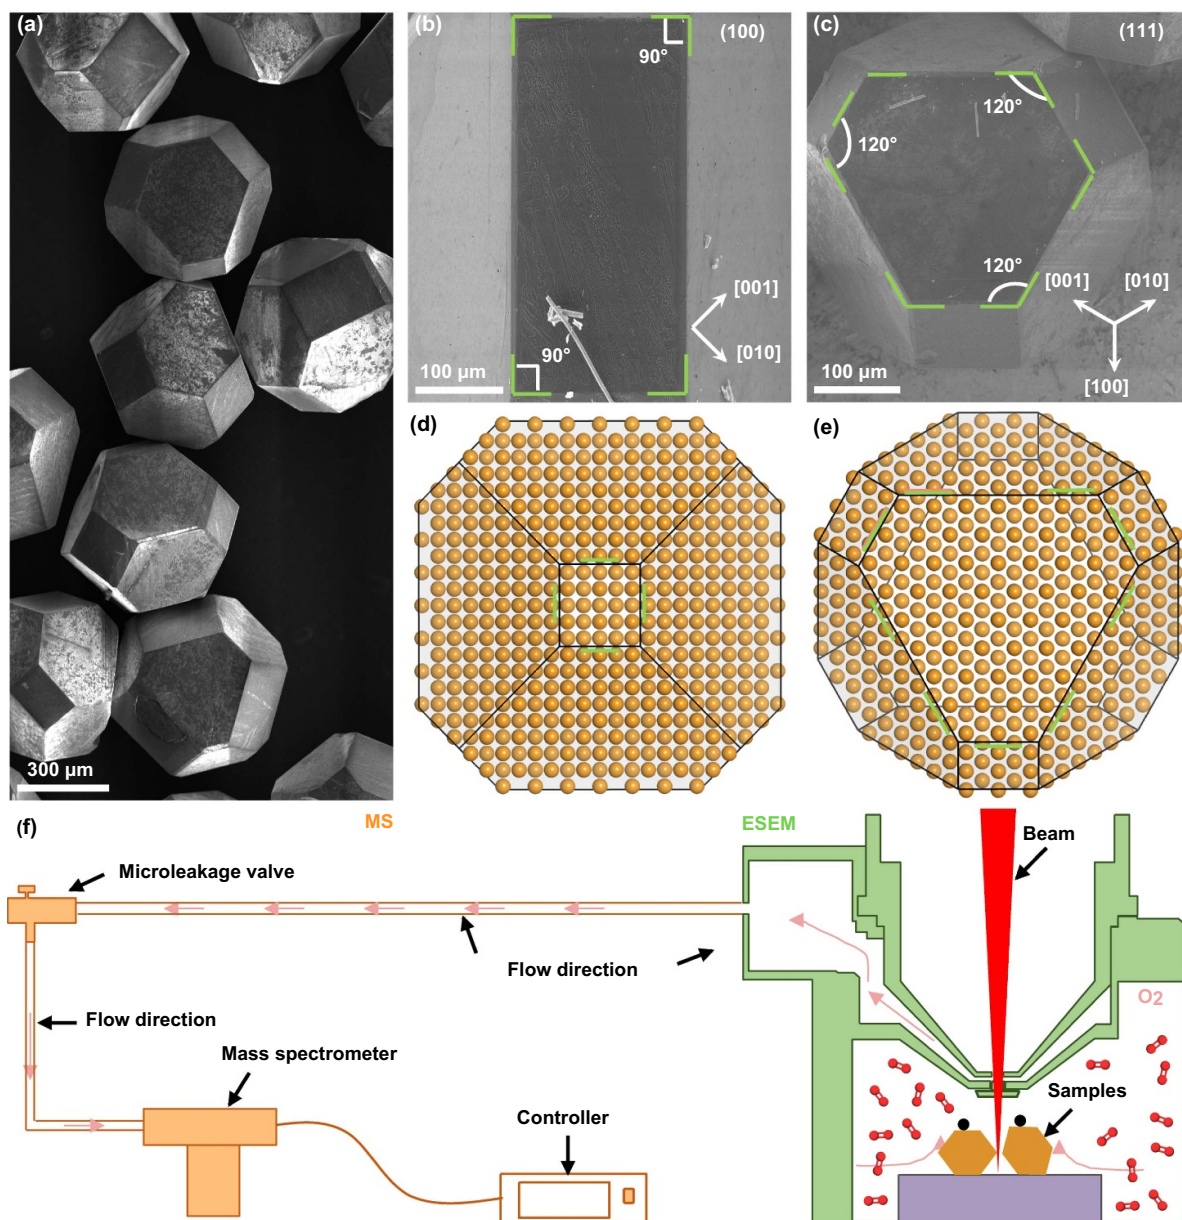 (a)
300 µm
(b)
(100)
90°
90°
[001]
[010]
100 µm
(c)
(111)
120°
120°
120°
[001]
[010]
[100]
100 µm
(d)
(e)
(f)
MS
ESEM
Beam
Microleakage valve
Flow direction
O2
Flow direction
Mass spectrometer
Samples
Controller